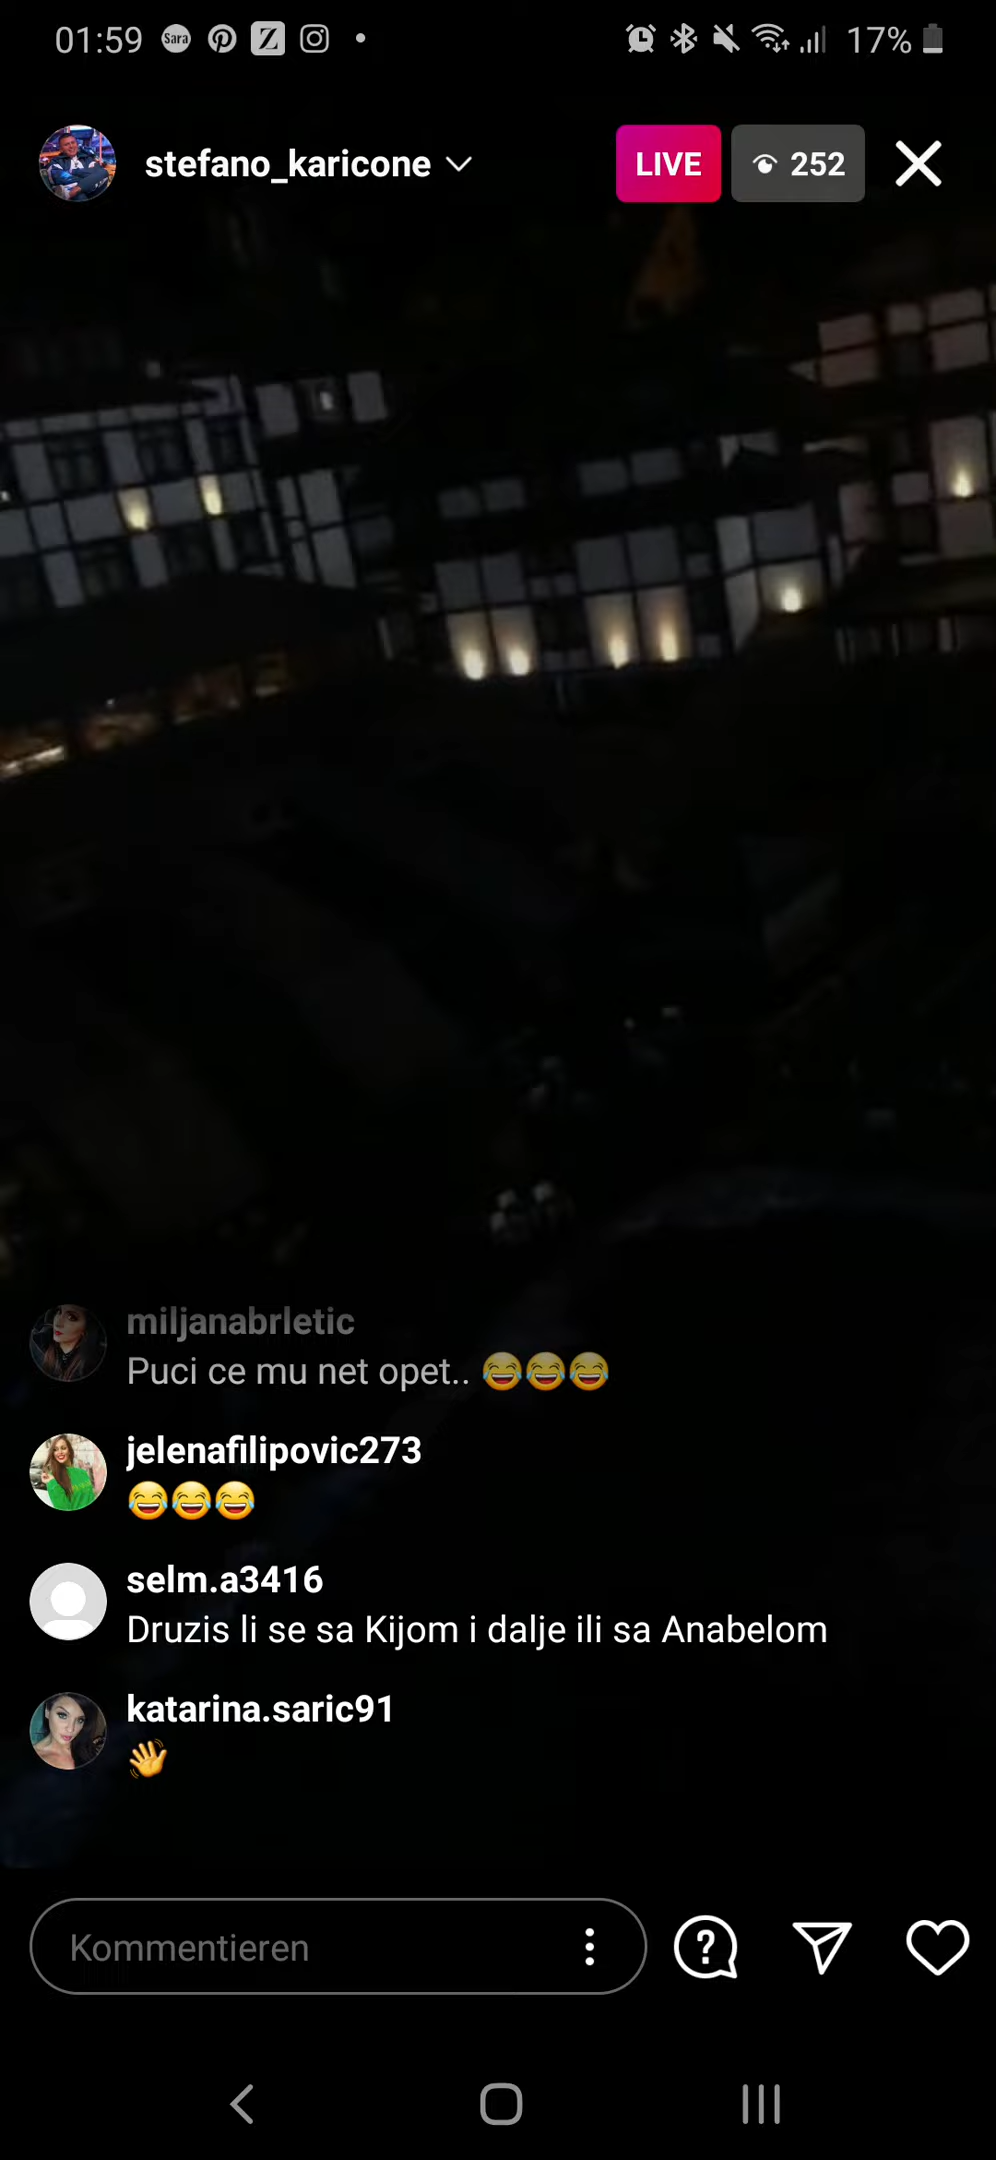 01:59 Sara 17%
stefano_karicone LIVE 252
miljanabrletic
Puci ce mu net opet.. 😂😂😂
jelenafilipovic273
😂😂😂
selm.a3416
Druzis li se sa Kijom i dalje ili sa Anabelom
katarina.saric91
👋
Kommentieren